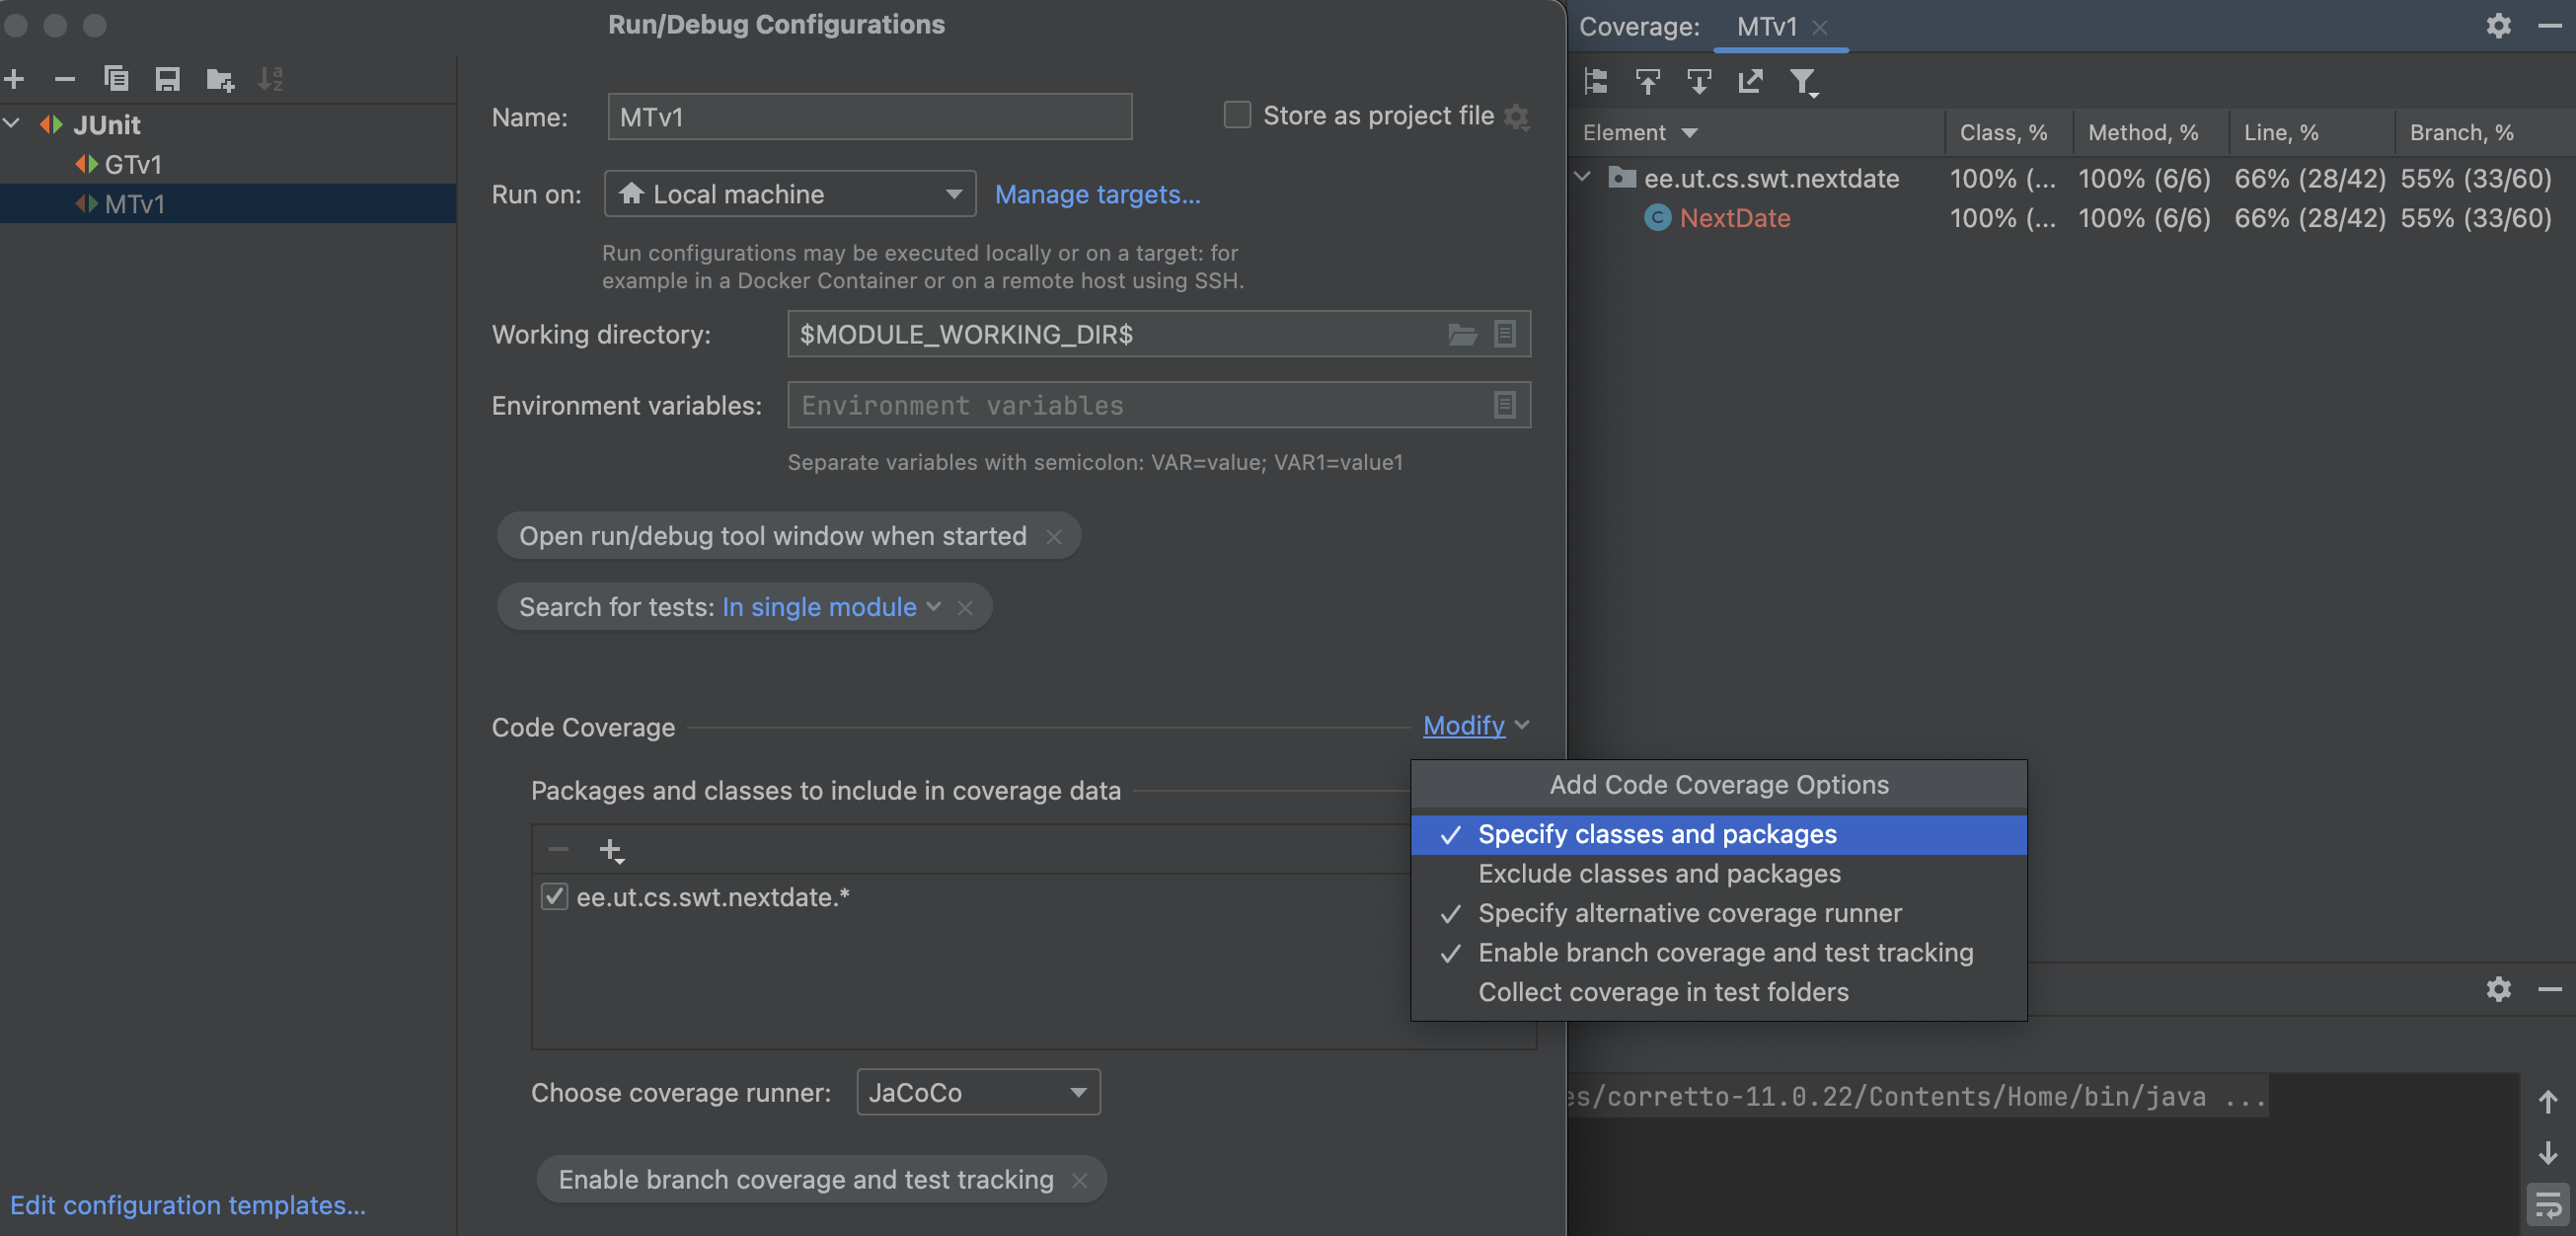 Run/Debug Configurations
JUnit
GTv1
MTv1
Edit configuration templates...
Name: MTv1 Store as project file
Run on: Local machine Manage targets...
Run configurations may be executed locally or on a target: for
example in a Docker Container or on a remote host using SSH.
Working directory: $MODULE_WORKING_DIR$
Environment variables: Environment variables
Separate variables with semicolon: VAR=value; VAR1=value1
Open run/debug tool window when started
Search for tests: In single module
Code Coverage Modify
Packages and classes to include in coverage data
ee.ut.cs.swt.nextdate.*
Choose coverage runner: JaCoCo
Enable branch coverage and test tracking
Add Code Coverage Options
Specify classes and packages
Exclude classes and packages
Specify alternative coverage runner
Enable branch coverage and test tracking
Collect coverage in test folders
Coverage: MTv1
Element Class, % Method, % Line, % Branch, %
ee.ut.cs.swt.nextdate 100% (... 100% (6/6) 66% (28/42) 55% (33/60)
NextDate 100% (... 100% (6/6) 66% (28/42) 55% (33/60)
es/corretto-11.0.22/Contents/Home/bin/java ...